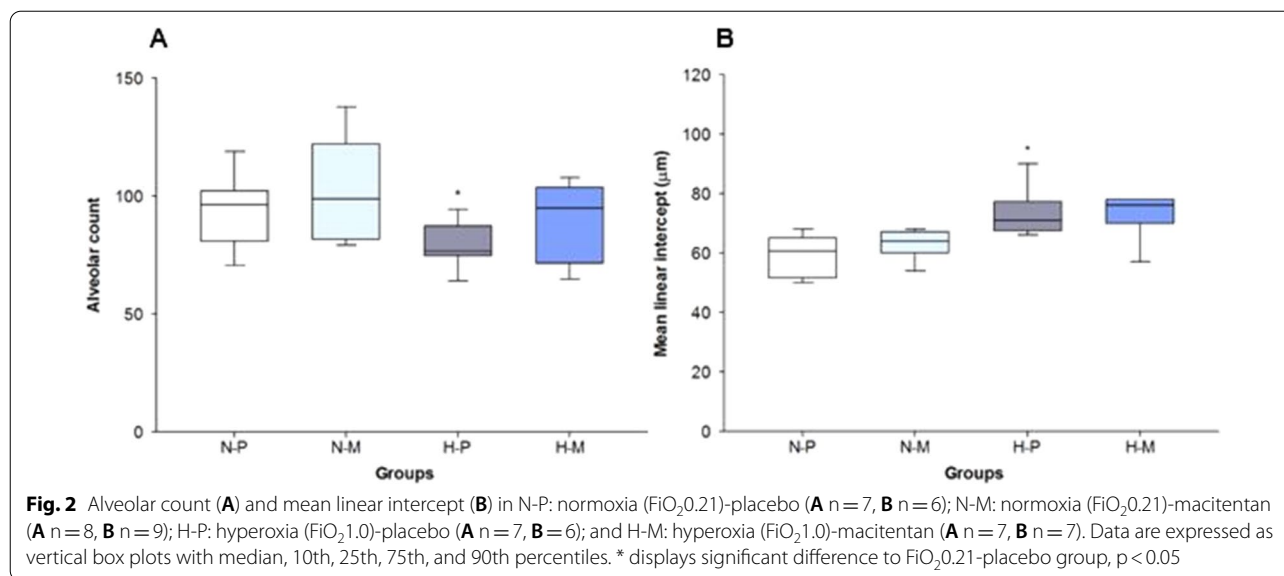 A
Alveolar count
150
100
50
0
*
N-P
N-M
H-P
H-M
Groups
B
Mean linear intercept (μm)
120
100
80
60
40
20
0
*
N-P
N-M
H-P
H-M
Groups
Fig. 2 Alveolar count (A) and mean linear intercept (B) in N-P: normoxia (FiO₂0.21)-placebo (A n = 7, B n = 6); N-M: normoxia (FiO₂0.21)-macitentan
(A n = 8, B n = 9); H-P: hyperoxia (FiO₂1.0)-placebo (A n = 7, B = 6); and H-M: hyperoxia (FiO₂1.0)-macitentan (A n = 7, B n = 7). Data are expressed as
vertical box plots with median, 10th, 25th, 75th, and 90th percentiles. * displays significant difference to FiO₂0.21-placebo group, p < 0.05